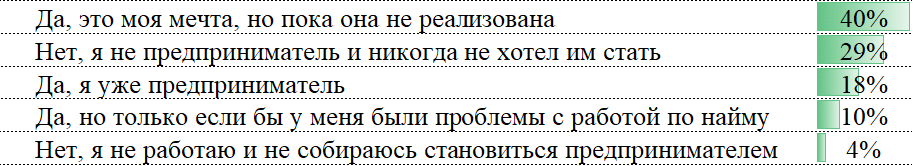 Да, это моя мечта, но пока она не реализована 40%
Нет, я не предприниматель и никогда не хотел им стать 29%
Да, я уже предприниматель 18%
Да, но только если бы у меня были проблемы с работой по найму 10%
Нет, я не работаю и не собираюсь становиться предпринимателем 4%